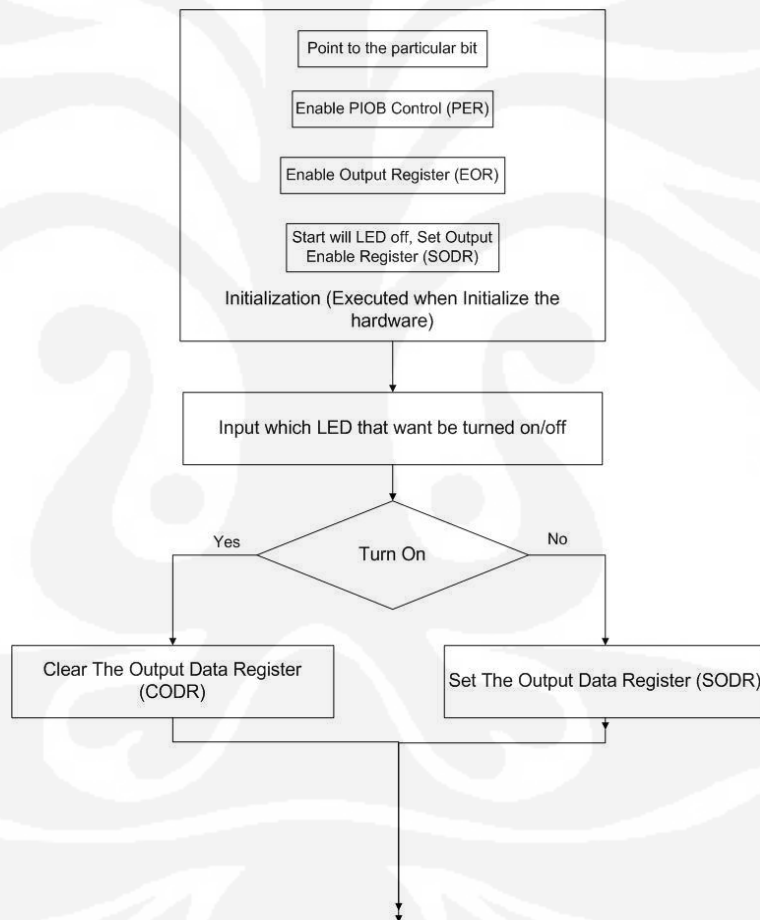 Point to the particular bit
Enable PIOB Control (PER)
Enable Output Register (EOR)
Start will LED off, Set Output
Enable Register (SODR)
Initialization (Executed when Initialize the
hardware)
Input which LED that want be turned on/off
Turn On
Yes
No
Clear The Output Data Register
(CODR)
Set The Output Data Register (SODR)